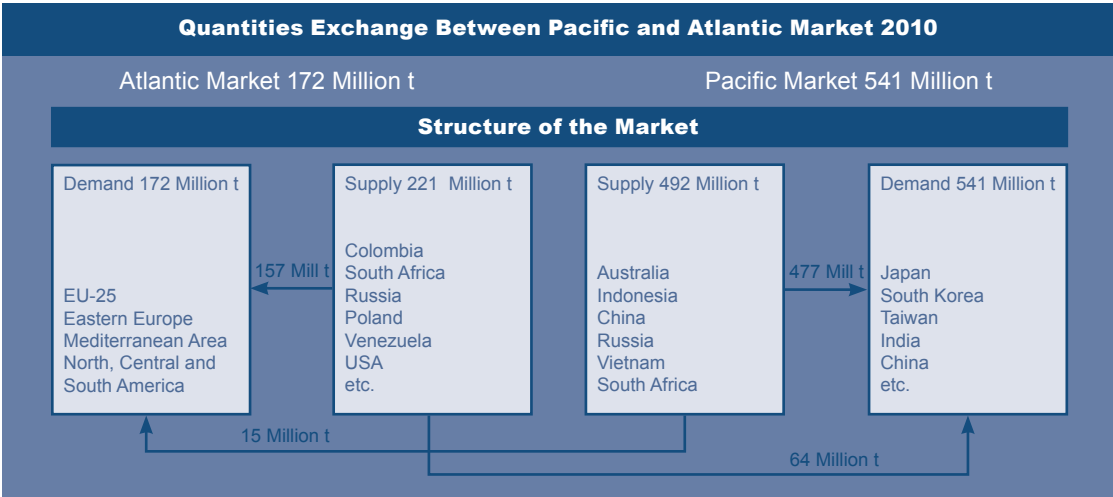 Quantities Exchange Between Pacific and Atlantic Market 2010
Atlantic Market 172 Million t
Pacific Market 541 Million t
Structure of the Market
Demand 172 Million t
EU-25
Eastern Europe
Mediterranean Area
North, Central and
South America
157 Mill t
Supply 221 Million t
Colombia
South Africa
Russia
Poland
Venezuela
USA
etc.
Supply 492 Million t
Australia
Indonesia
China
Russia
Vietnam
South Africa
477 Mill t
Demand 541 Million t
Japan
South Korea
Taiwan
India
China
etc.
15 Million t
64 Million t